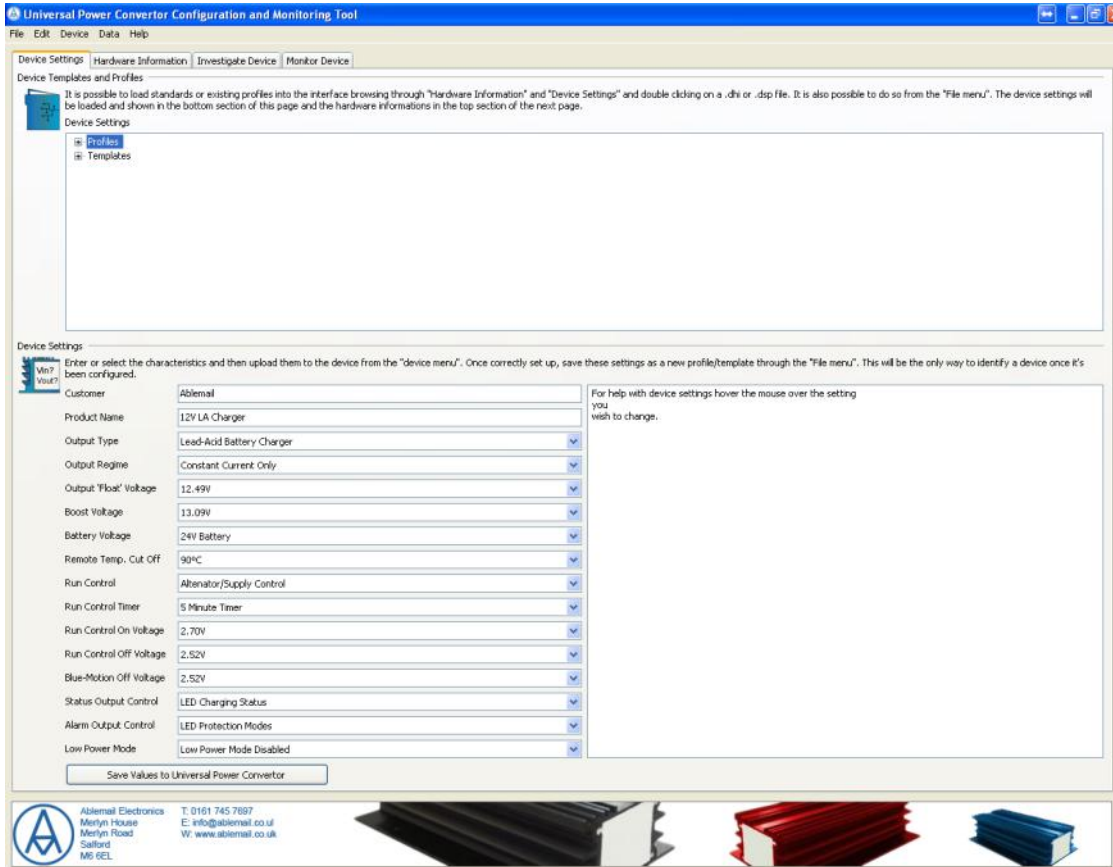 Universal Power Convertor Configuration and Monitoring Tool
File Edit Device Data Help
Device Settings Hardware Information Investigate Device Monitor Device
Device Templates and Profiles
It is possible to load standards or existing profiles into the interface browsing through "Hardware Information" and "Device Settings" and double clicking on a .dhi or .dsp file. It is also possible to do so from the "File menu". The device settings will
be loaded and shown in the bottom section of this page and the hardware informations in the top section of the next page.
Device Settings
Profiles
Templates
Device Settings
Vin?
Vout?
Enter or select the characteristics and then upload them to the device from the "device menu". Once correctly set up, save these settings as a new profile/template through the "File menu". This will be the only way to identify a device once it's
been configured.
Customer Ablemail
Product Name 12V LA Charger
Output Type Lead-Acid Battery Charger
Output Regime Constant Current Only
Output 'Float' Voltage 12.49V
Boost Voltage 13.09V
Battery Voltage 24V Battery
Remote Temp. Cut Off 90ºC
Run Control Altenator/Supply Control
Run Control Timer 5 Minute Timer
Run Control On Voltage 2.70V
Run Control Off Voltage 2.52V
Blue-Motion Off Voltage 2.52V
Status Output Control LED Charging Status
Alarm Output Control LED Protection Modes
Low Power Mode Low Power Mode Disabled
For help with device settings hover the mouse over the setting
you
wish to change.
Save Values to Universal Power Convertor
Ablemail Electronics
Merlyn House
Merlyn Road
Salford
M6 6EL
T: 0161 745 7697
E: info@ablemail.co.ul
W: www.ablemail.co.uk